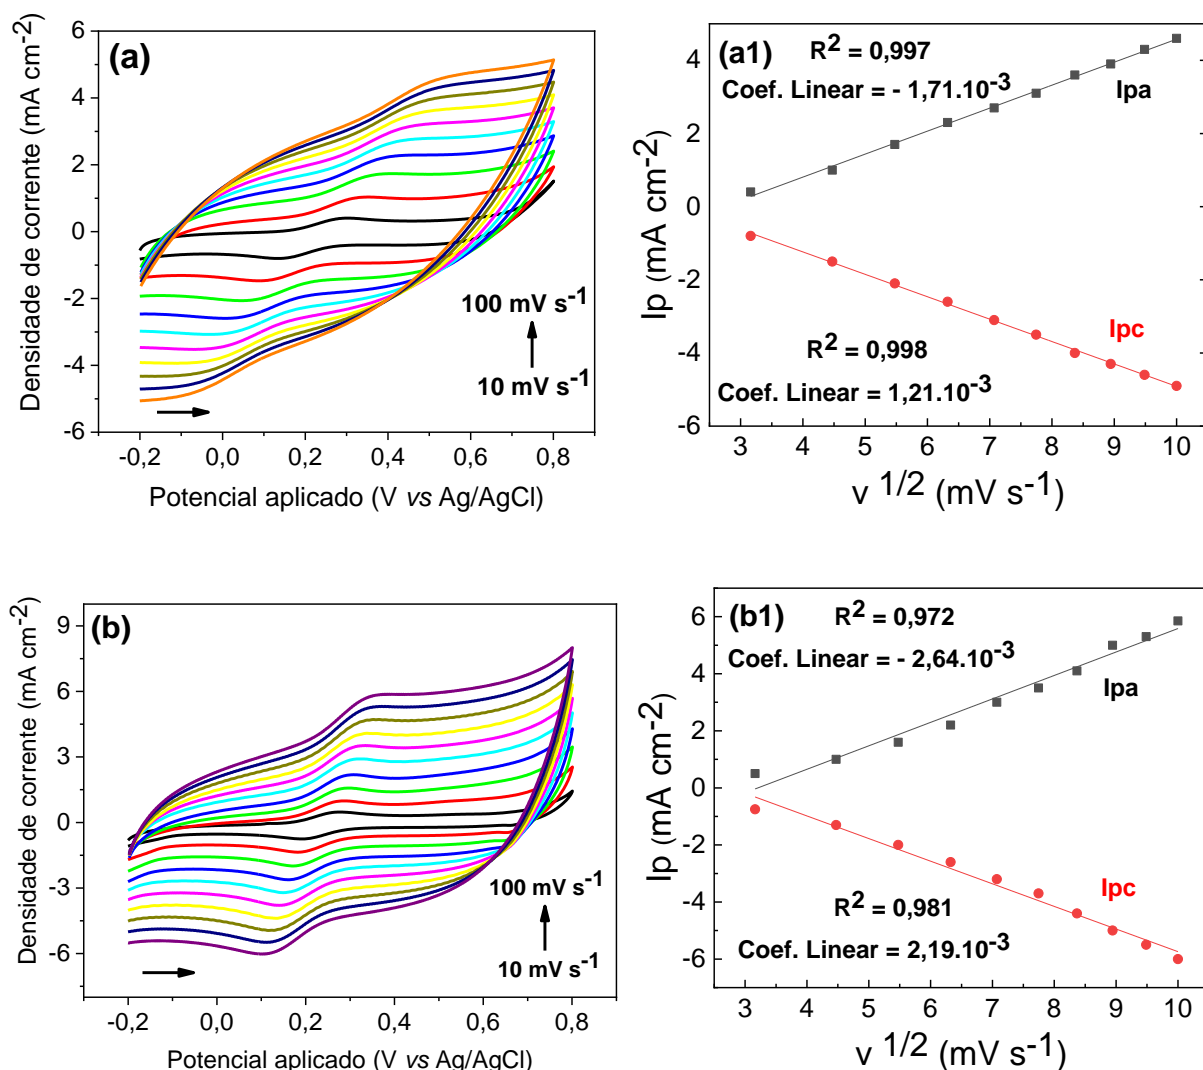 (a)
6
4
2
0
-2
-4
-6
Densidade de corrente (mA cm⁻²)
100 mV s⁻¹
10 mV s⁻¹
-0,2 0,0 0,2 0,4 0,6 0,8
Potencial aplicado (V vs Ag/AgCl)
(a1)
R² = 0,997
Coef. Linear = - 1,71.10⁻³
Ipa
4
2
0
-2
-4
-6
Ip (mA cm⁻²)
Ipc
R² = 0,998
Coef. Linear = 1,21.10⁻³
3 4 5 6 7 8 9 10
v ¹/² (mV s⁻¹)
(b)
9
6
3
0
-3
-6
Densidade de corrente (mA cm⁻²)
100 mV s⁻¹
10 mV s⁻¹
-0,2 0,0 0,2 0,4 0,6 0,8
Potencial aplicado (V vs Ag/AgCl)
(b1)
R² = 0,972
Coef. Linear = - 2,64.10⁻³
Ipa
6
4
2
0
-2
-4
-6
Ip (mA cm⁻²)
Ipc
R² = 0,981
Coef. Linear = 2,19.10⁻³
3 4 5 6 7 8 9 10
v ¹/² (mV s⁻¹)